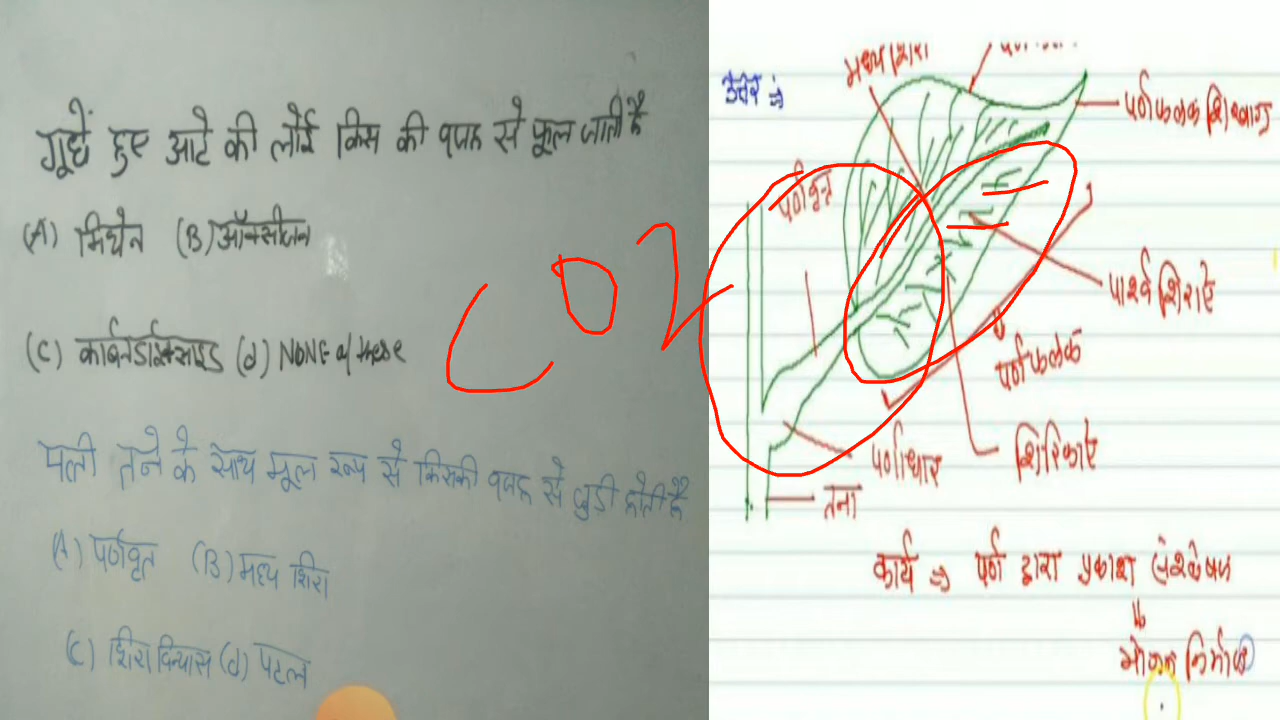 गूथें हुए आटे की लोई किस की वजह से फूल जाती है
(A) मिथेन (B) ऑक्सीजन
(C) कार्बनडाईऑक्साइड (d) NONE of these
CO2
पत्ती तने के साथ मूल रूप से किसकी वजह से जुडी होती है
(A) पर्णवृत (B) मध्य शिरा
(C) शिरा विन्यास (d) पटल
उत्तर ⇒
मध्य शिरा
पर्णफलक शिखाग्र
पर्णवृन्त
पार्श्व शिराऐ
पर्णफलक
शिरिकाऐ
पर्णाधार
तना
कार्य ⇒ पर्ण द्वारा प्रकाश संश्लेषण
भोजन निर्माण